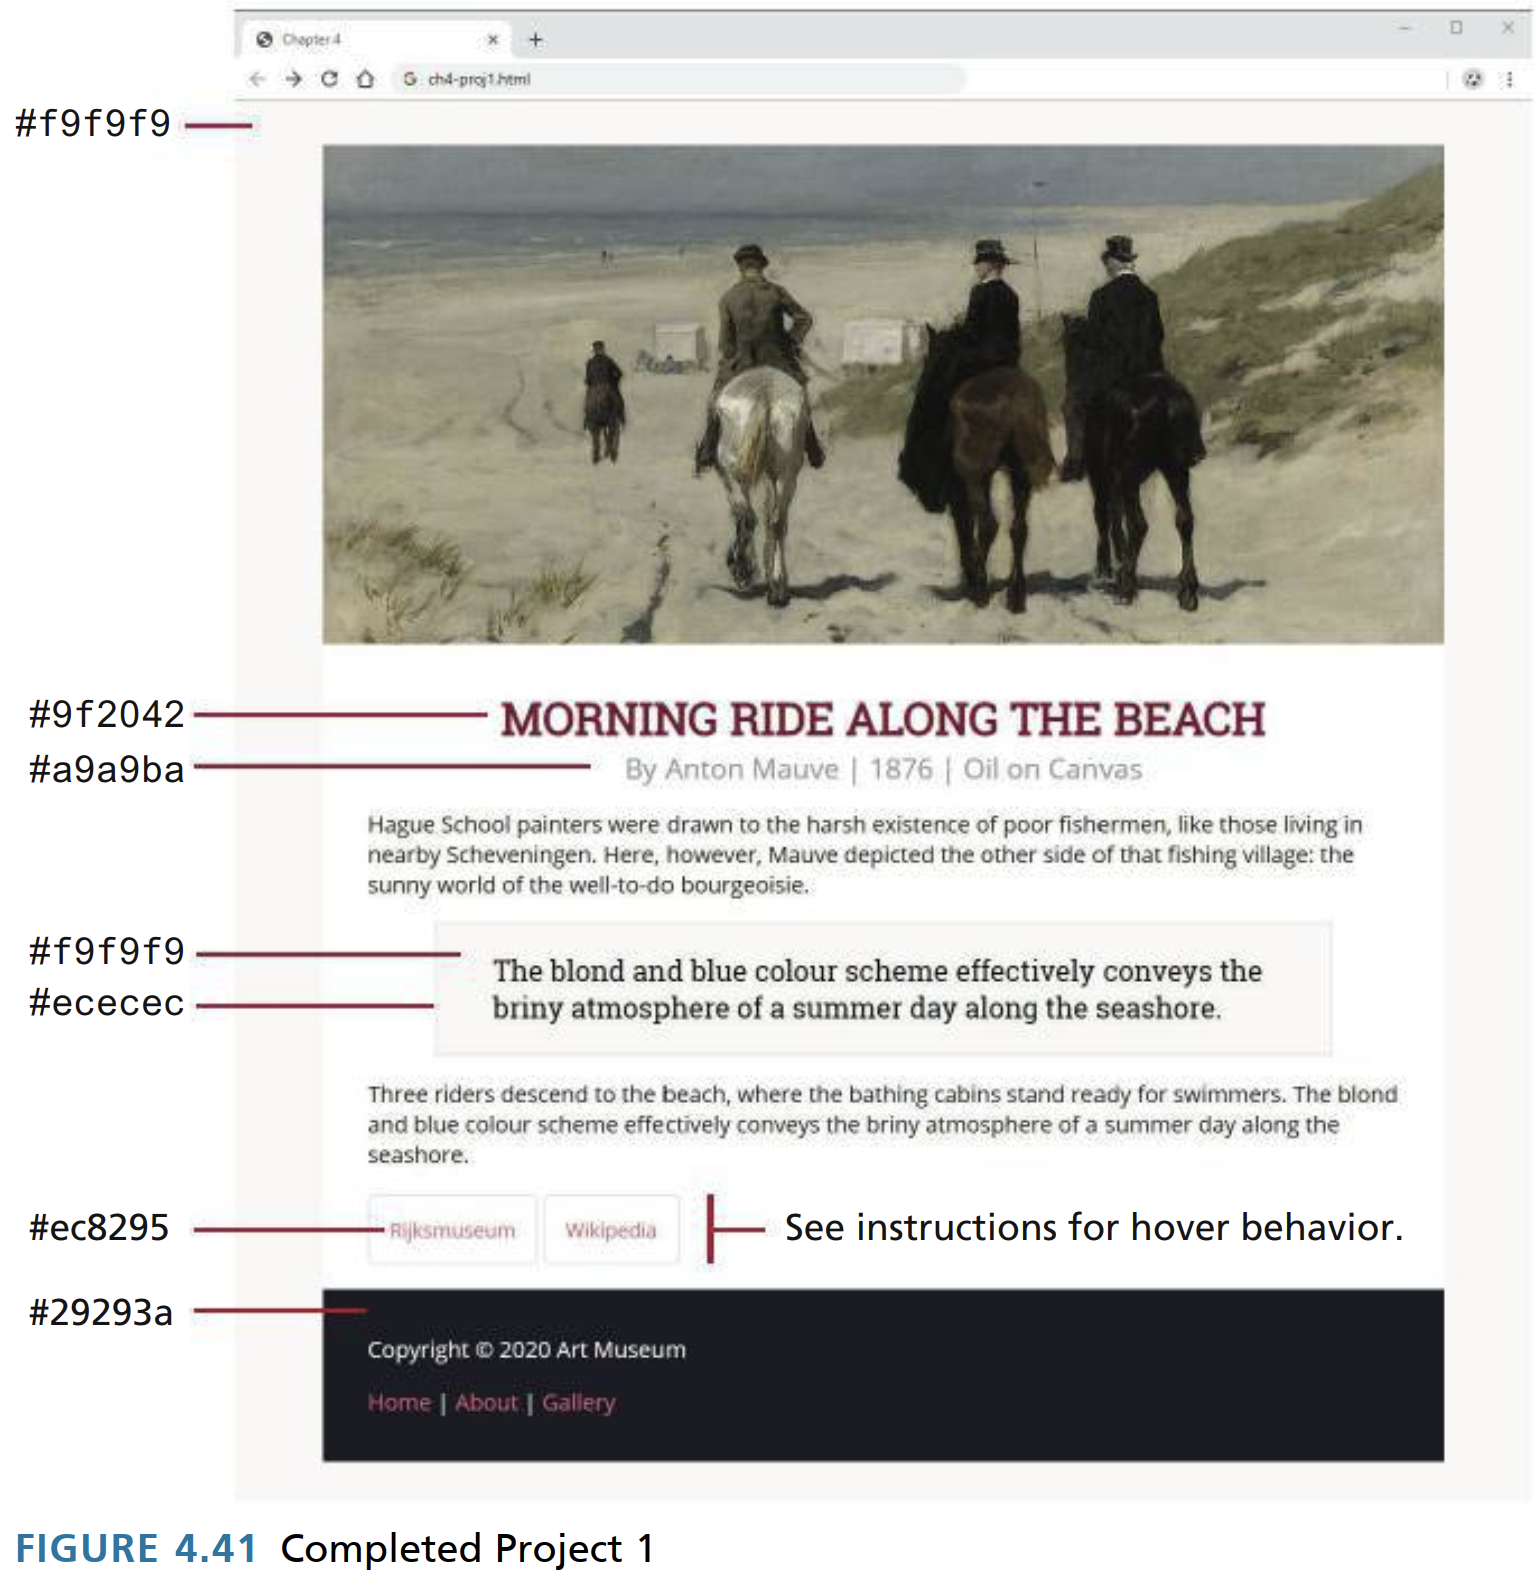 Chapter 4
ch4-proj1.html
#f9f9f9
#9f2042
MORNING RIDE ALONG THE BEACH
#a9a9ba
By Anton Mauve | 1876 | Oil on Canvas
Hague School painters were drawn to the harsh existence of poor fishermen, like those living in
nearby Scheveningen. Here, however, Mauve depicted the other side of that fishing village: the
sunny world of the well-to-do bourgeoisie.
#f9f9f9
#ececec
The blond and blue colour scheme effectively conveys the
briny atmosphere of a summer day along the seashore.
Three riders descend to the beach, where the bathing cabins stand ready for swimmers. The blond
and blue colour scheme effectively conveys the briny atmosphere of a summer day along the
seashore.
#ec8295
Rijksmuseum
Wikipedia
See instructions for hover behavior.
#29293a
Copyright © 2020 Art Museum
Home | About | Gallery
FIGURE 4.41 Completed Project 1